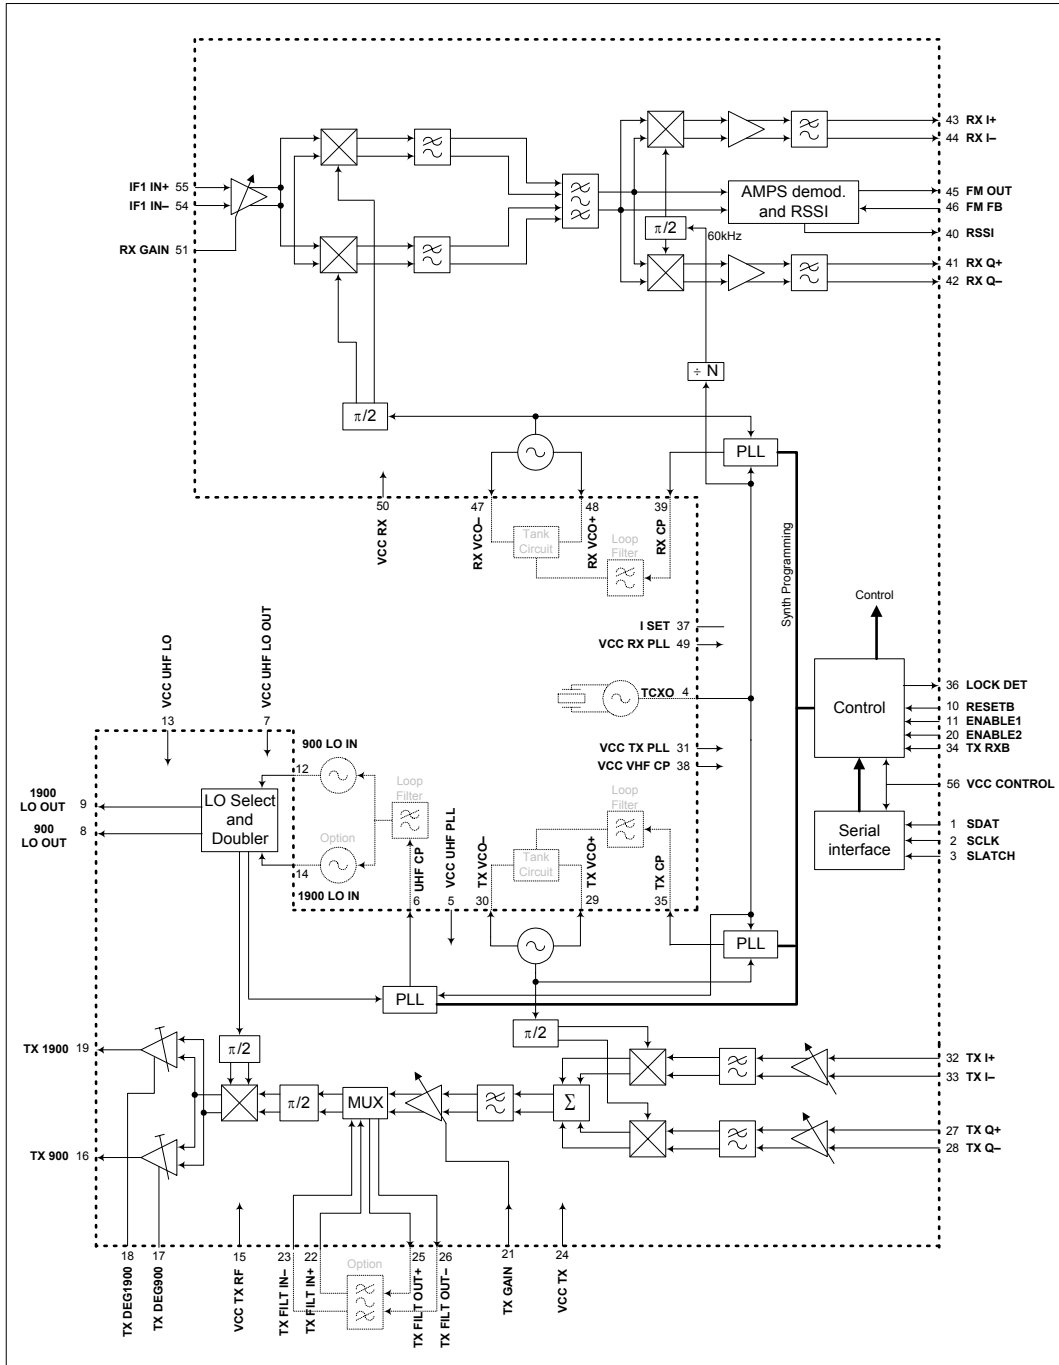 43 RX I+
44 RX I–
IF1 IN+ 55
IF1 IN– 54
RX GAIN 51
AMPS demod.
and RSSI
45 FM OUT
46 FM FB
40 RSSI
π/2
60kHz
41 RX Q+
42 RX Q–
÷ N
π/2
PLL
50
VCC RX
47
RX VCO–
48
RX VCO+
39
RX CP
Tank
Circuit
Loop
Filter
Synth Programming
Control
I SET 37
VCC RX PLL 49
TCXO 4
VCC UHF LO
13
VCC UHF LO OUT
7
Control
36 LOCK DET
10 RESETB
11 ENABLE1
20 ENABLE2
34 TX RXB
VCC TX PLL 31
VCC VHF CP 38
56 VCC CONTROL
900 LO IN
12
1900
LO OUT 9
900
LO OUT 8
LO Select
and
Doubler
Option
14
1900 LO IN
Loop
Filter
UHF CP
6
VCC UHF PLL
5
TX VCO–
30
Tank
Circuit
TX VCO+
29
Loop
Filter
TX CP
35
Serial
interface
1 SDAT
2 SCLK
3 SLATCH
PLL
PLL
π/2
TX 1900 19
π/2
32 TX I+
33 TX I–
π/2
MUX
Σ
27 TX Q+
28 TX Q–
TX 900 16
18
TX DEG1900
17
TX DEG900
15
VCC TX RF
23
TX FILT IN–
22
TX FILT IN+
Option
25
TX FILT OUT+
26
TX FILT OUT–
21
TX GAIN
24
VCC TX